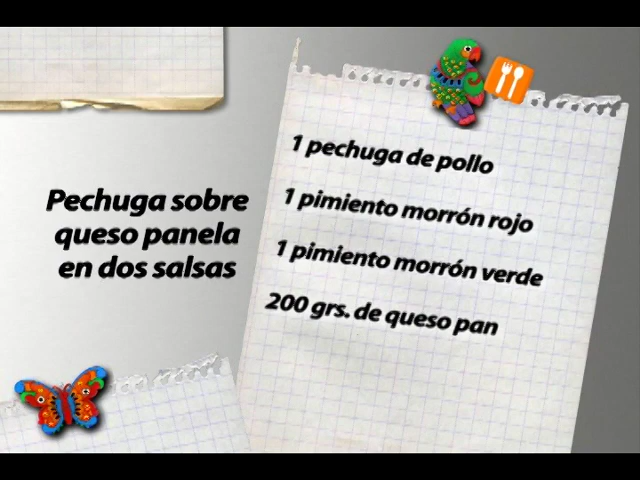 Pechuga sobre
queso panela
en dos salsas
1 pechuga de pollo
1 pimiento morrón rojo
1 pimiento morrón verde
200 grs. de queso pan